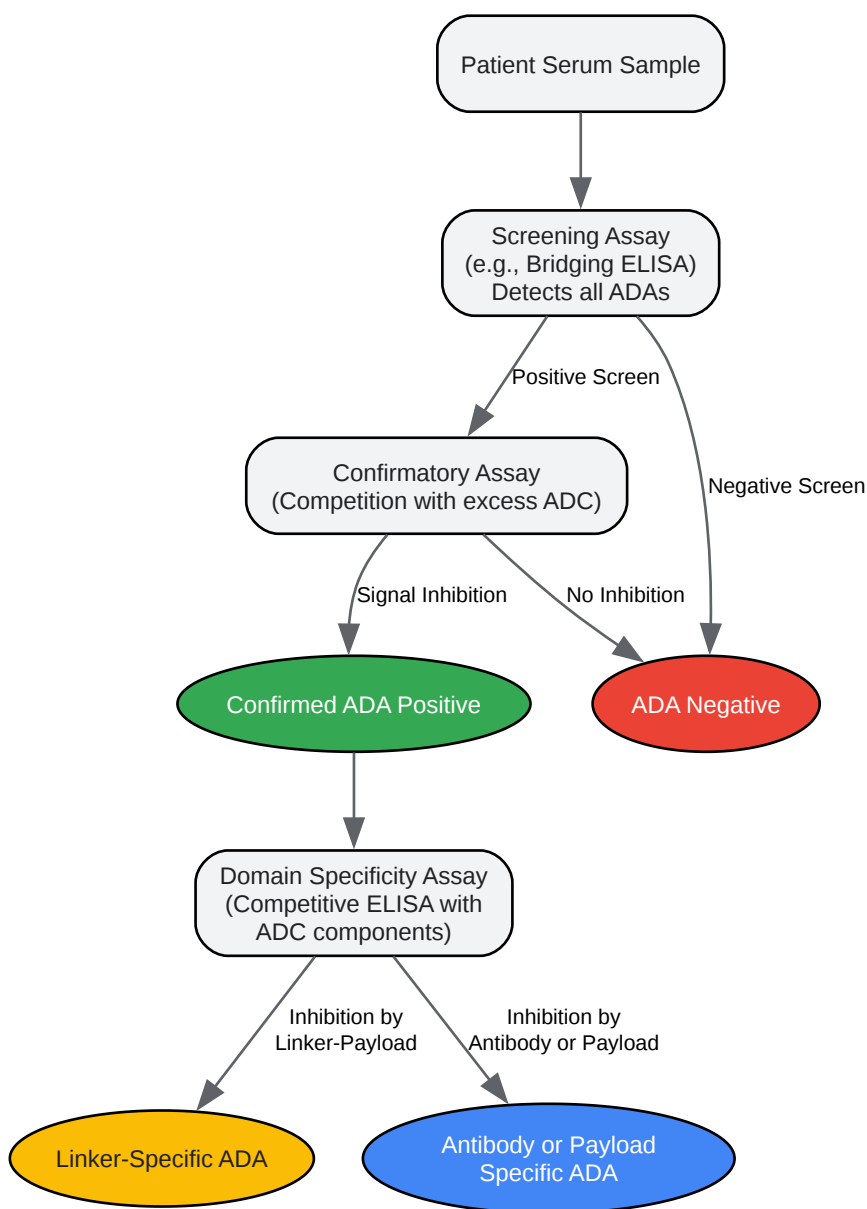 Patient Serum Sample
Screening Assay
(e.g., Bridging ELISA)
Detects all ADAs
Positive Screen
Negative Screen
Confirmatory Assay
(Competition with excess ADC)
Signal Inhibition
No Inhibition
Confirmed ADA Positive
ADA Negative
Domain Specificity Assay
(Competitive ELISA with
ADC components)
Inhibition by
Linker-Payload
Inhibition by
Antibody or Payload
Linker-Specific ADA
Antibody or Payload
Specific ADA